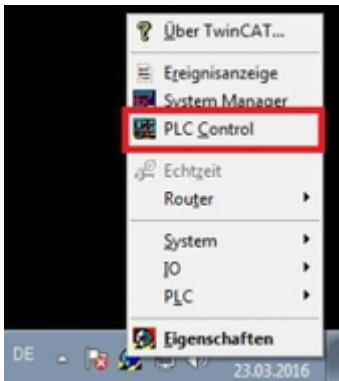 Über TwinCAT...
Ereignisanzeige
System Manager
PLC Control
Echtzeit
Router
System
IO
PLC
Eigenschaften
DE
23.03.2016